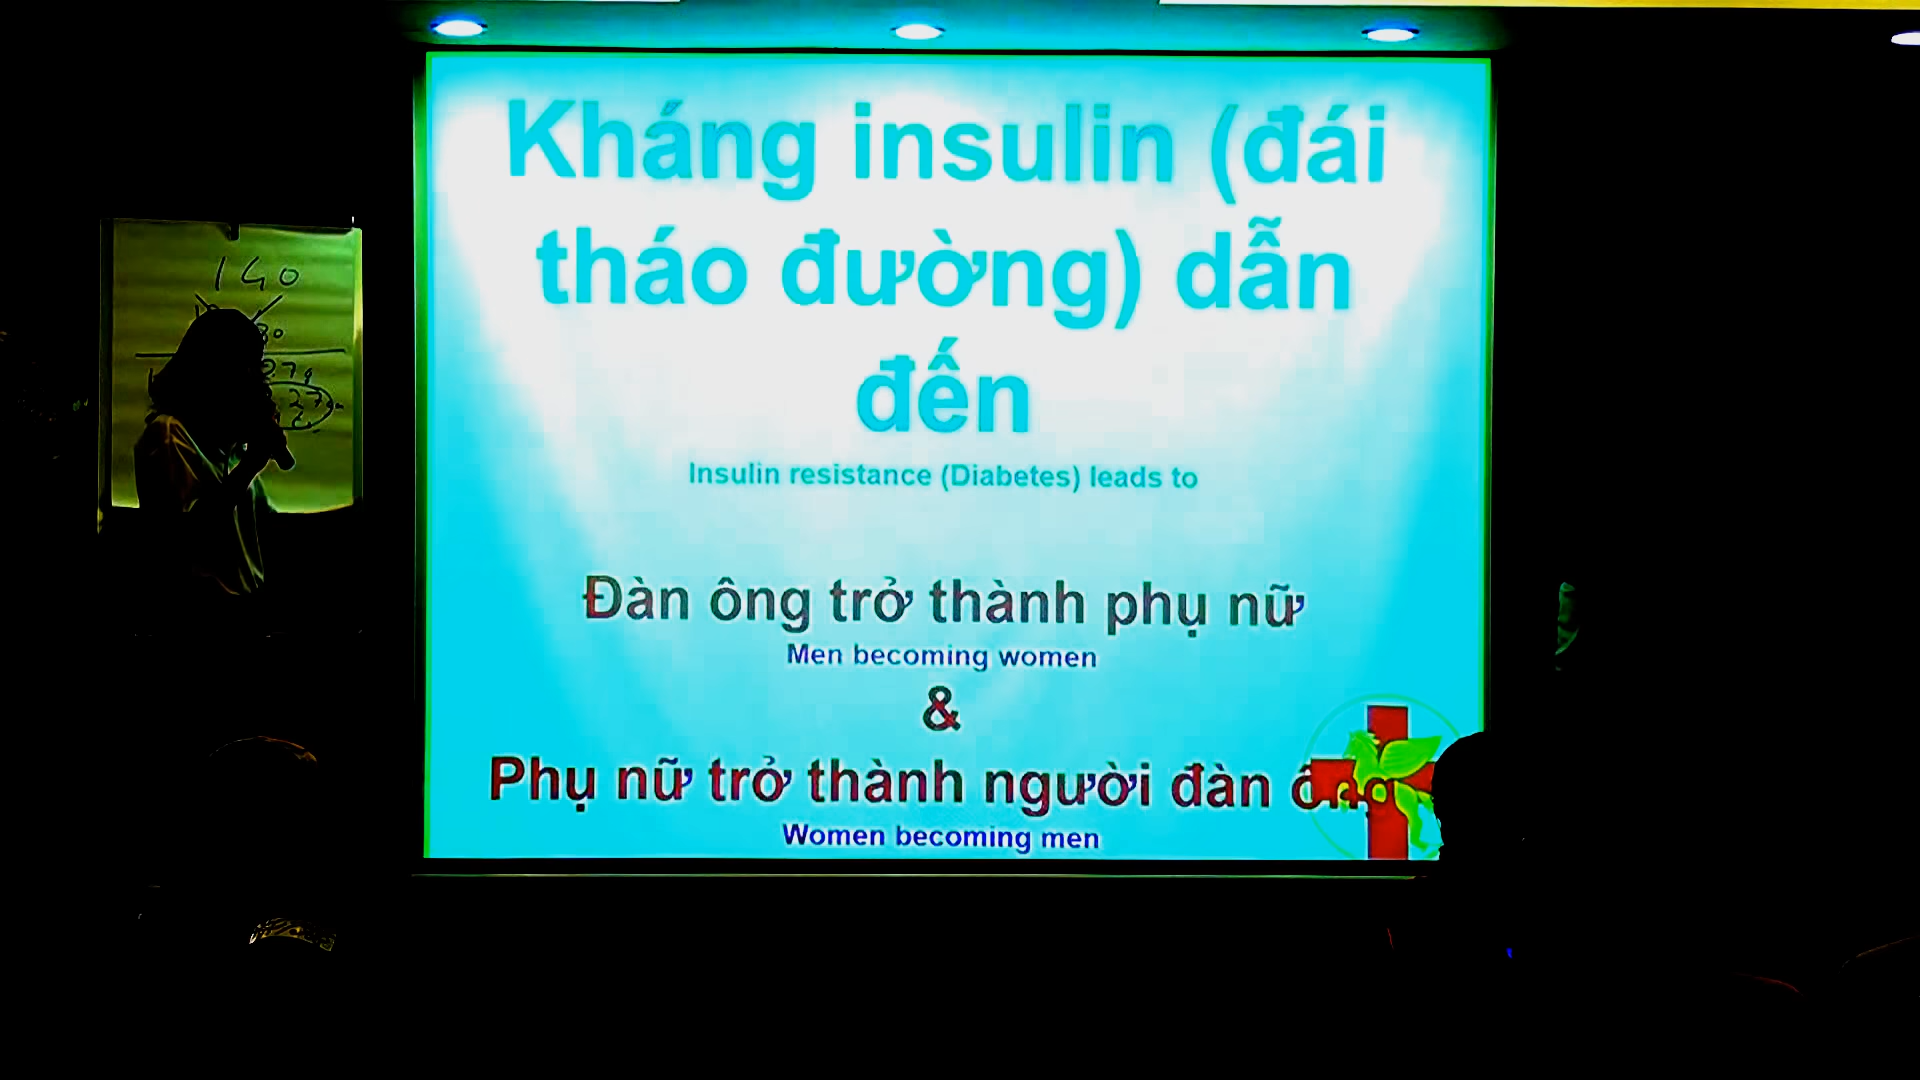 Kháng insulin (đái
tháo đường) dẫn
đến
Insulin resistance (Diabetes) leads to
Đàn ông trở thành phụ nữ
Men becoming women
&
Phụ nữ trở thành người đàn ông
Women becoming men
140